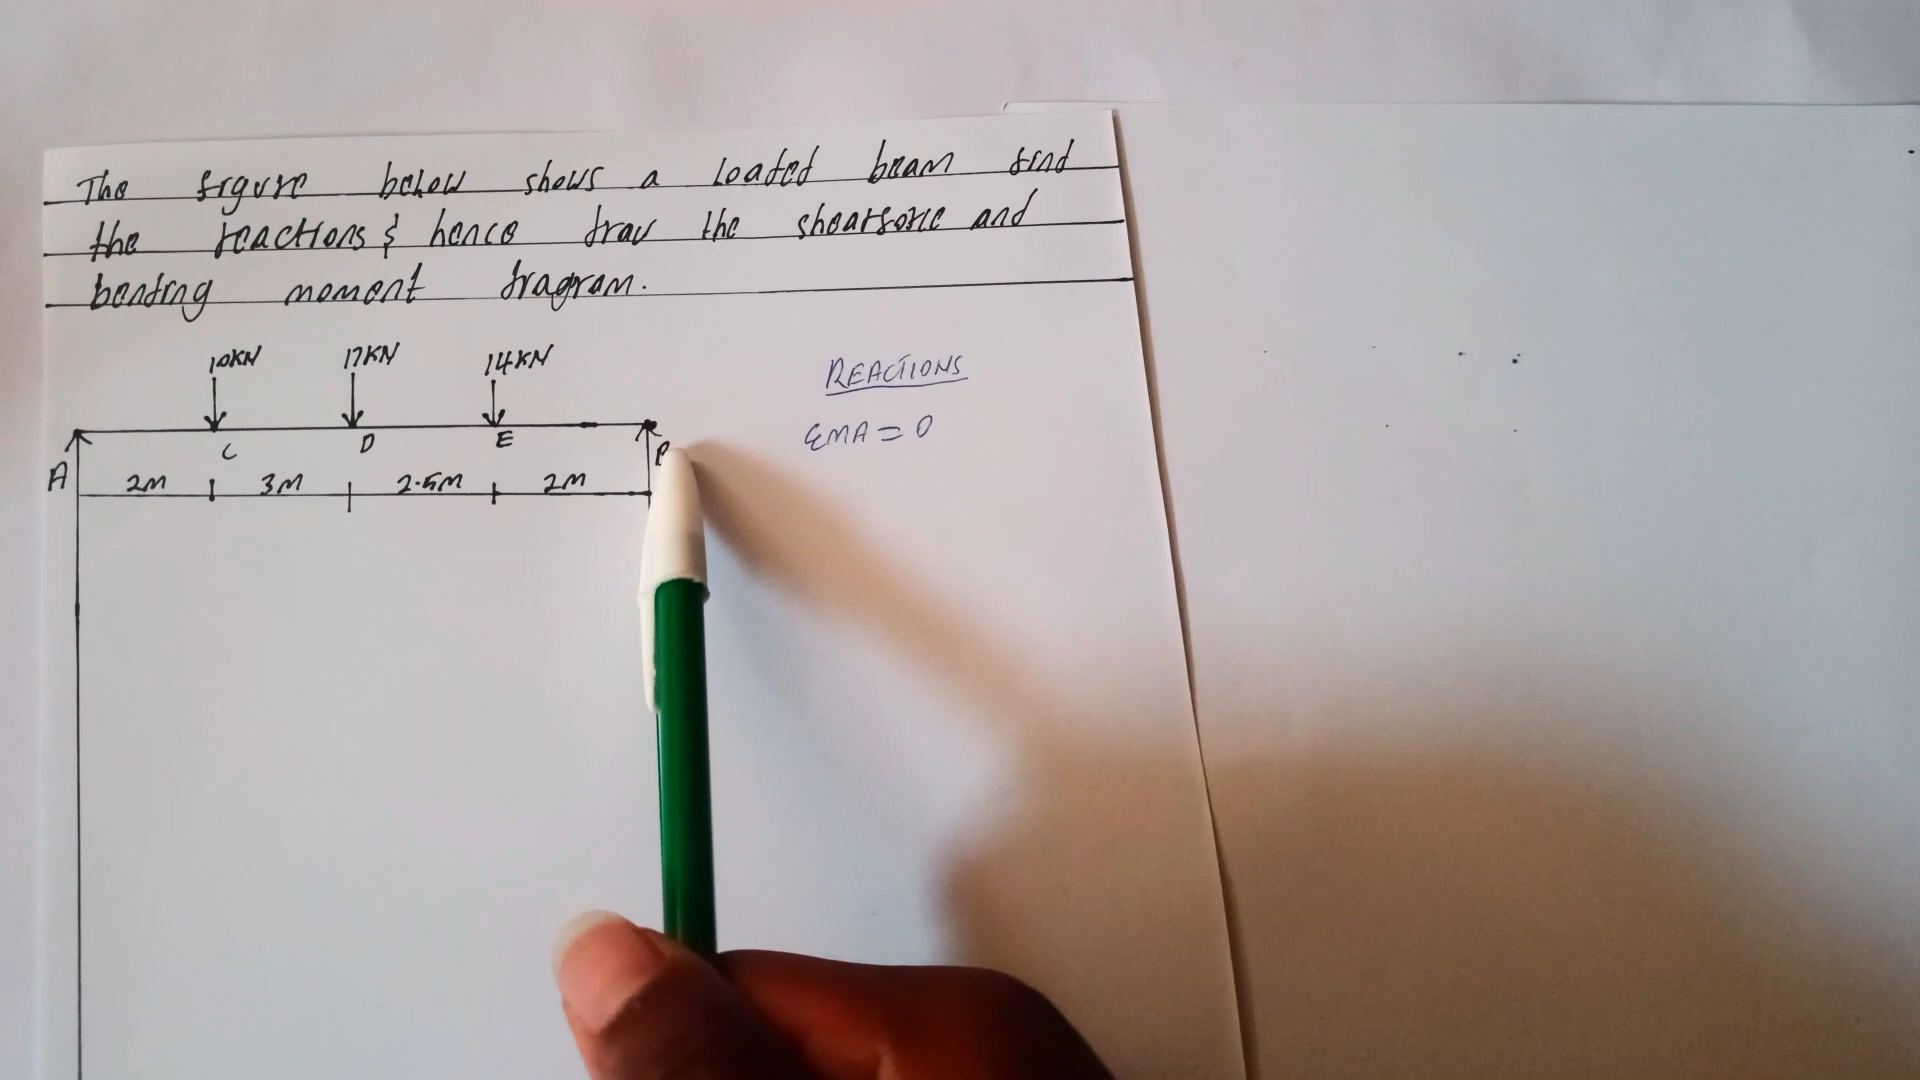 The figure below shows a loaded beam find
the reactions & hence draw the shearforce and
bending moment diagram.
10KN 17KN 14KN
REACTIONS
C D E B
A
ΣMA = 0
2M 3M 2.5M 2M